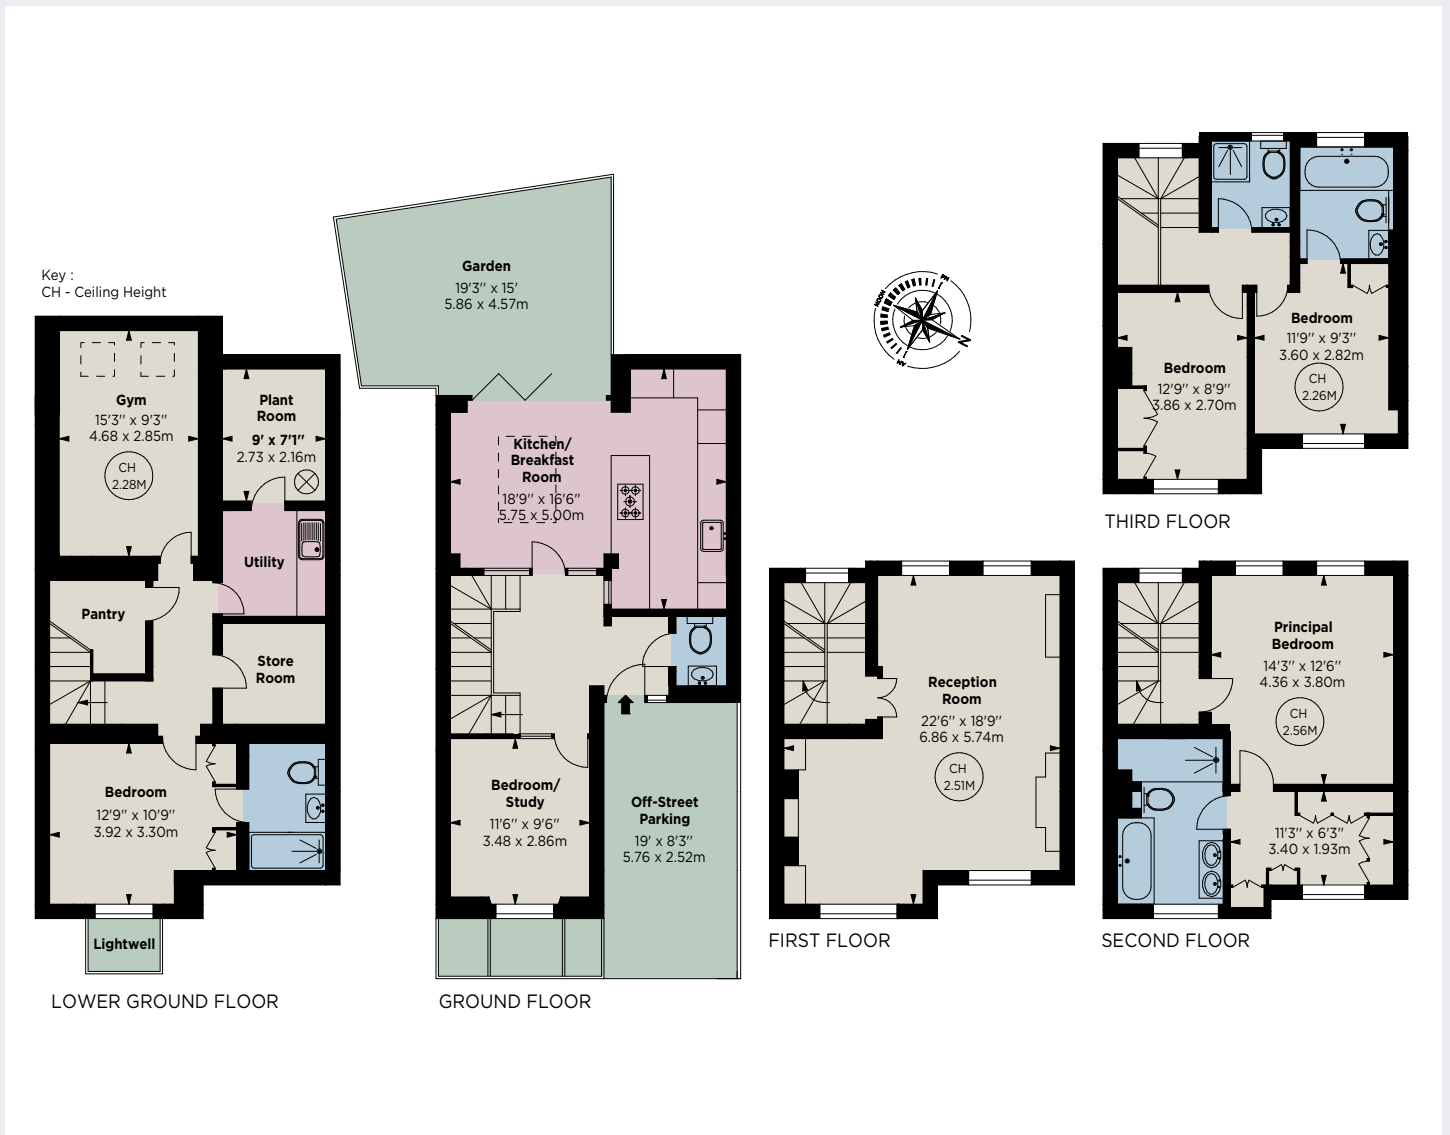 Key :
CH - Ceiling Height
Gym
15'3" x 9'3"
4.68 x 2.85m
CH
2.28M
Plant
Room
9' x 7'1"
2.73 x 2.16m
Utility
Pantry
Store
Room
Bedroom
12'9" x 10'9"
3.92 x 3.30m
Lightwell
LOWER GROUND FLOOR
Garden
19'3" x 15'
5.86 x 4.57m
Kitchen/
Breakfast
Room
18'9" x 16'6"
5.75 x 5.00m
Bedroom/
Study
11'6" x 9'6"
3.48 x 2.86m
Off-Street
Parking
19' x 8'3"
5.76 x 2.52m
GROUND FLOOR
PM
NOON
N
AM
Reception
Room
22'6" x 18'9"
6.86 x 5.74m
CH
2.51M
FIRST FLOOR
Bedroom
11'9" x 9'3"
3.60 x 2.82m
CH
2.26M
Bedroom
12'9" x 8'9"
3.86 x 2.70m
THIRD FLOOR
Principal
Bedroom
14'3" x 12'6"
4.36 x 3.80m
CH
2.56M
11'3" x 6'3"
3.40 x 1.93m
SECOND FLOOR